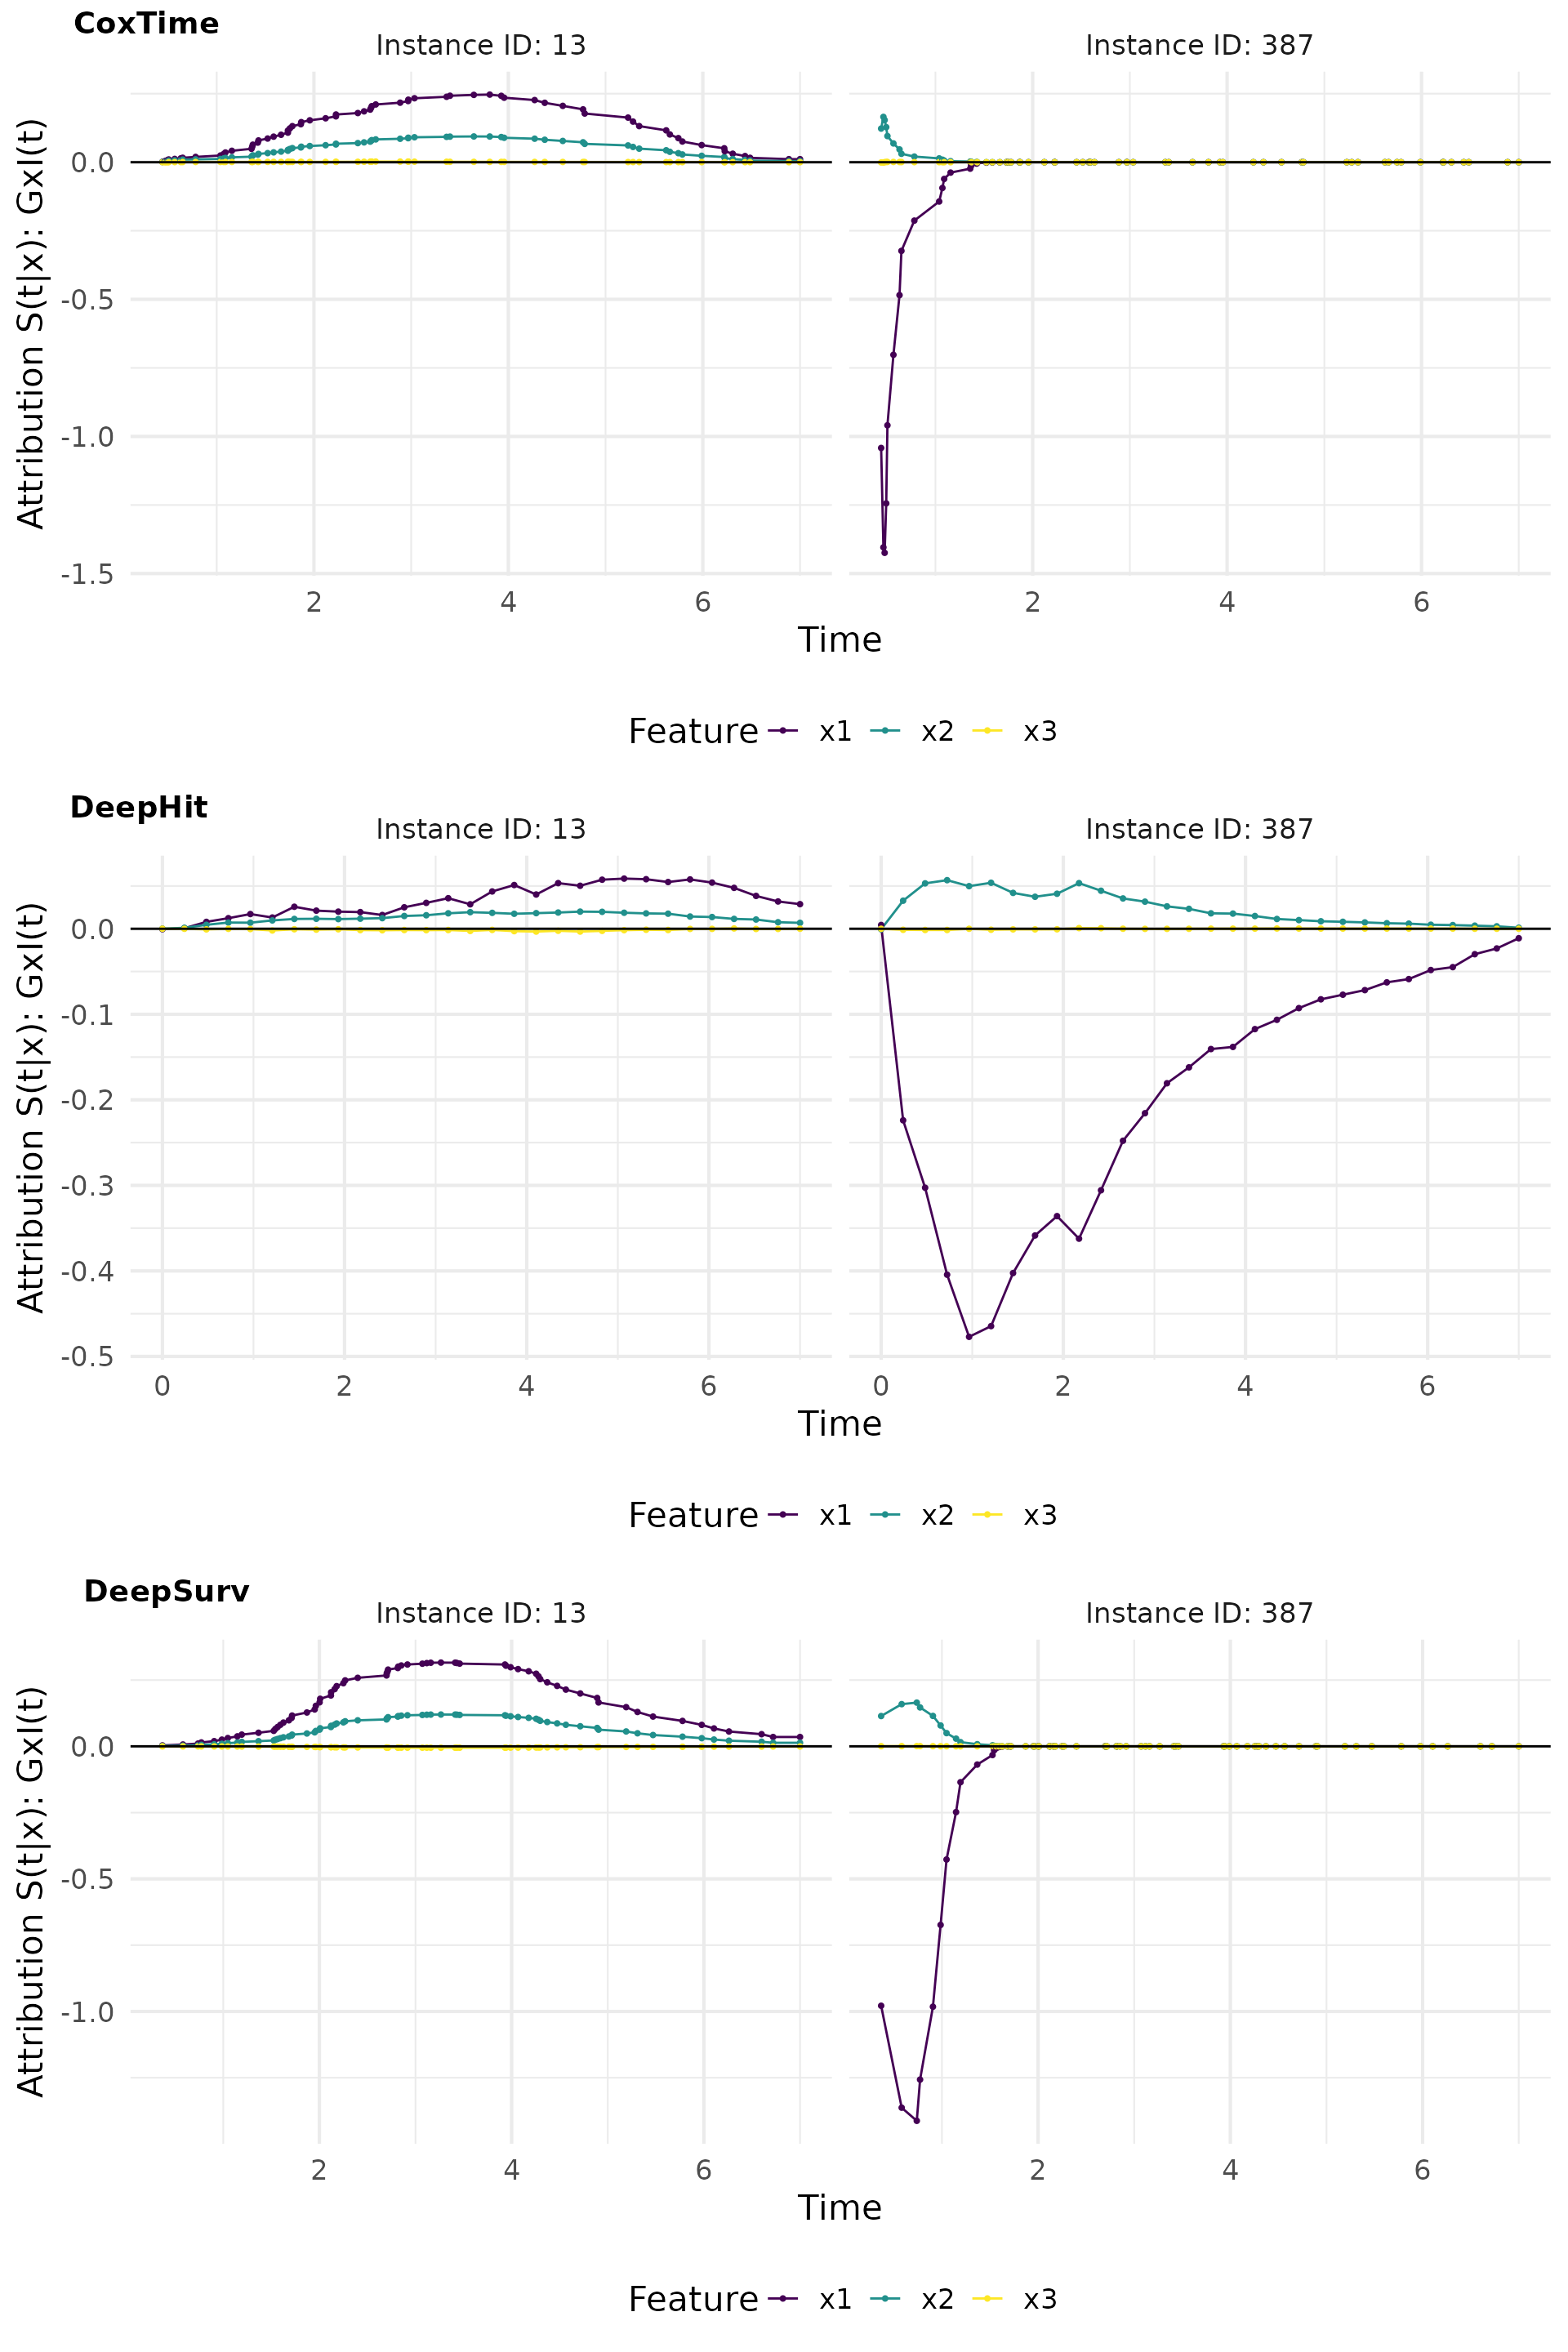 CoxTime
Instance ID: 13
Instance ID: 387
Attribution S(t|x): GxI(t)
0.0
-0.5
-1.0
-1.5
2 4 6
2 4 6
Time
Feature x1 x2 x3
DeepHit
Instance ID: 13
Instance ID: 387
Attribution S(t|x): GxI(t)
0.0
-0.1
-0.2
-0.3
-0.4
-0.5
0 2 4 6
0 2 4 6
Time
Feature x1 x2 x3
DeepSurv
Instance ID: 13
Instance ID: 387
Attribution S(t|x): GxI(t)
0.0
-0.5
-1.0
2 4 6
2 4 6
Time
Feature x1 x2 x3